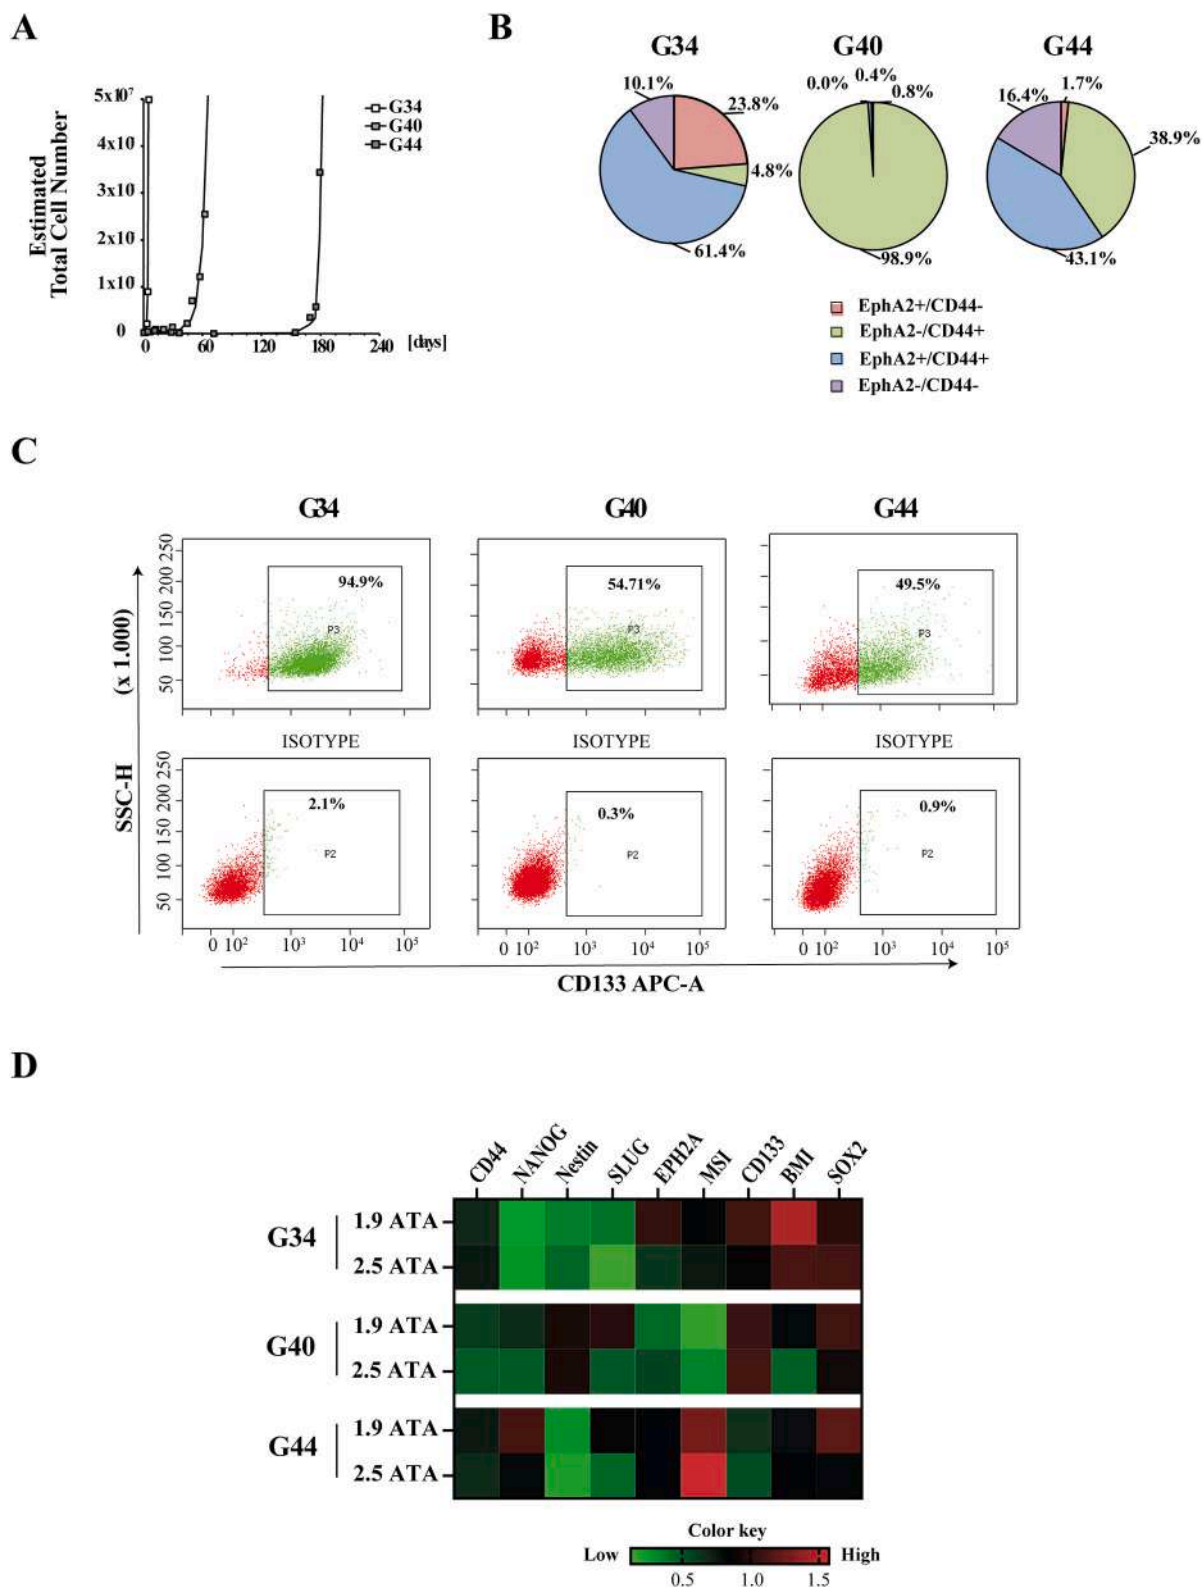 A
Estimated
Total Cell Number
5x10⁷
4x10
3x10
2x10
1x10
0
0 60 120 180 240 [days]
G34
G40
G44
B
G34 G40 G44
10.1% 23.8% 4.8% 61.4%
0.0% 0.4% 0.8% 98.9%
16.4% 1.7% 38.9% 43.1%
EphA2+/CD44-
EphA2-/CD44+
EphA2+/CD44+
EphA2-/CD44-
C
G34 G40 G44
SSC-H (x 1.000)
50 100 150 200 250
94.9% P3
54.71% P3
49.5% P3
ISOTYPE ISOTYPE ISOTYPE
50 100 150 200 250
2.1% P2
0.3% P2
0.9% P2
0 10² 10³ 10⁴ 10⁵
0 10² 10³ 10⁴ 10⁵
0 10² 10³ 10⁴ 10⁵
CD133 APC-A
D
CD44 NANOG Nestin SLUG EPH2A MSI CD133 BMI SOX2
G34
1.9 ATA
2.5 ATA
G40
1.9 ATA
2.5 ATA
G44
1.9 ATA
2.5 ATA
Color key
Low High
0.5 1.0 1.5